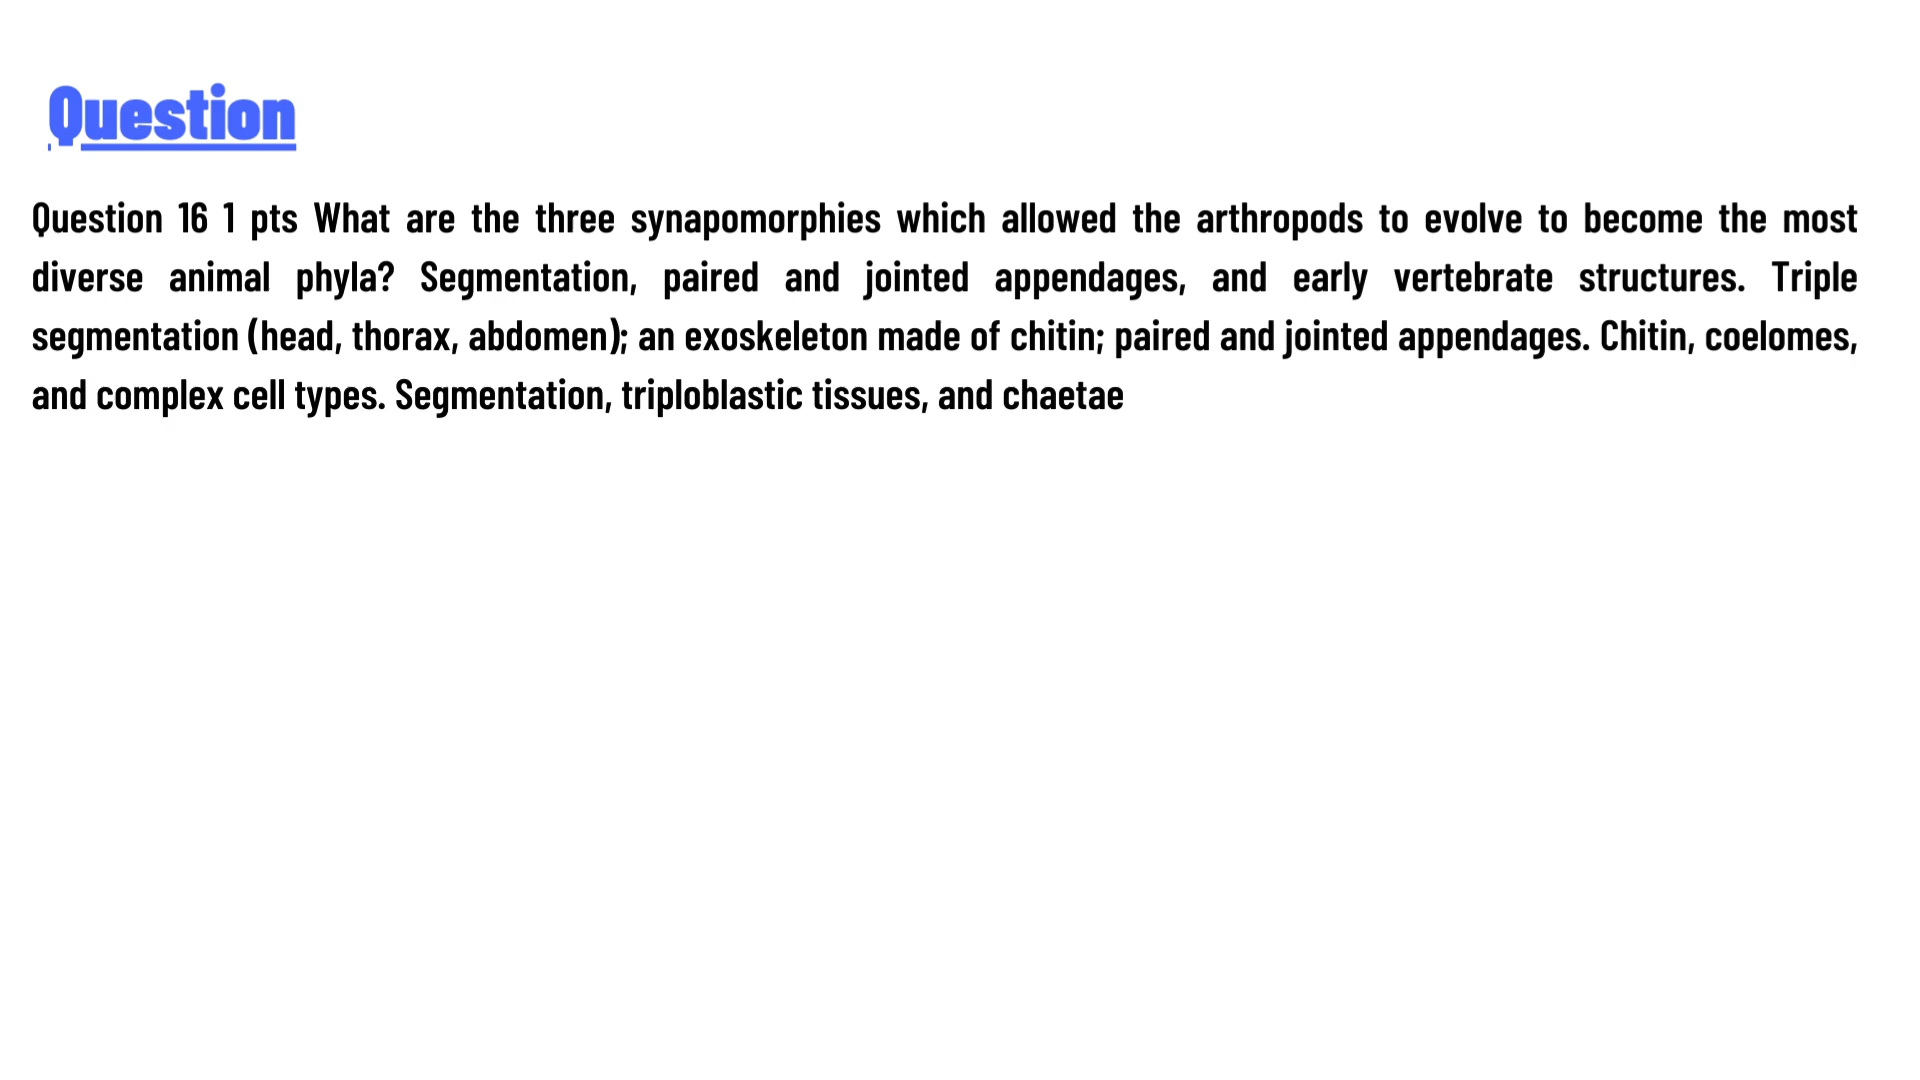 Question
Question 16 1 pts What are the three synapomorphies which allowed the arthropods to evolve to become the most
diverse animal phyla? Segmentation, paired and jointed appendages, and early vertebrate structures. Triple
segmentation (head, thorax, abdomen); an exoskeleton made of chitin; paired and jointed appendages. Chitin, coelomes,
and complex cell types. Segmentation, triploblastic tissues, and chaetae